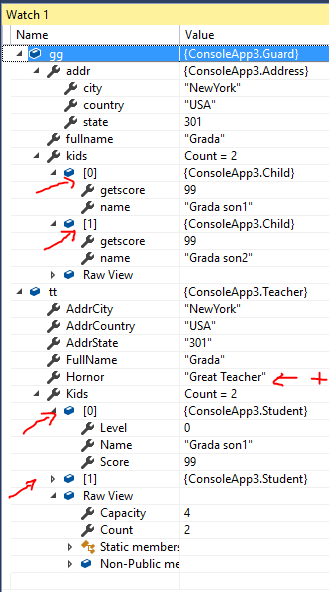 Watch 1
Name Value
gg {ConsoleApp3.Guard}
addr {ConsoleApp3.Address}
city "NewYork"
country "USA"
state 301
fullname "Grada"
kids Count = 2
[0] {ConsoleApp3.Child}
getscore 99
name "Grada son1"
[1] {ConsoleApp3.Child}
getscore 99
name "Grada son2"
Raw View
tt {ConsoleApp3.Teacher}
AddrCity "NewYork"
AddrCountry "USA"
AddrState "301"
FullName "Grada"
Hornor "Great Teacher" +
Kids Count = 2
[0] {ConsoleApp3.Student}
Level 0
Name "Grada son1"
Score 99
[1] {ConsoleApp3.Student}
Raw View
Capacity 4
Count 2
Static members
Non-Public me